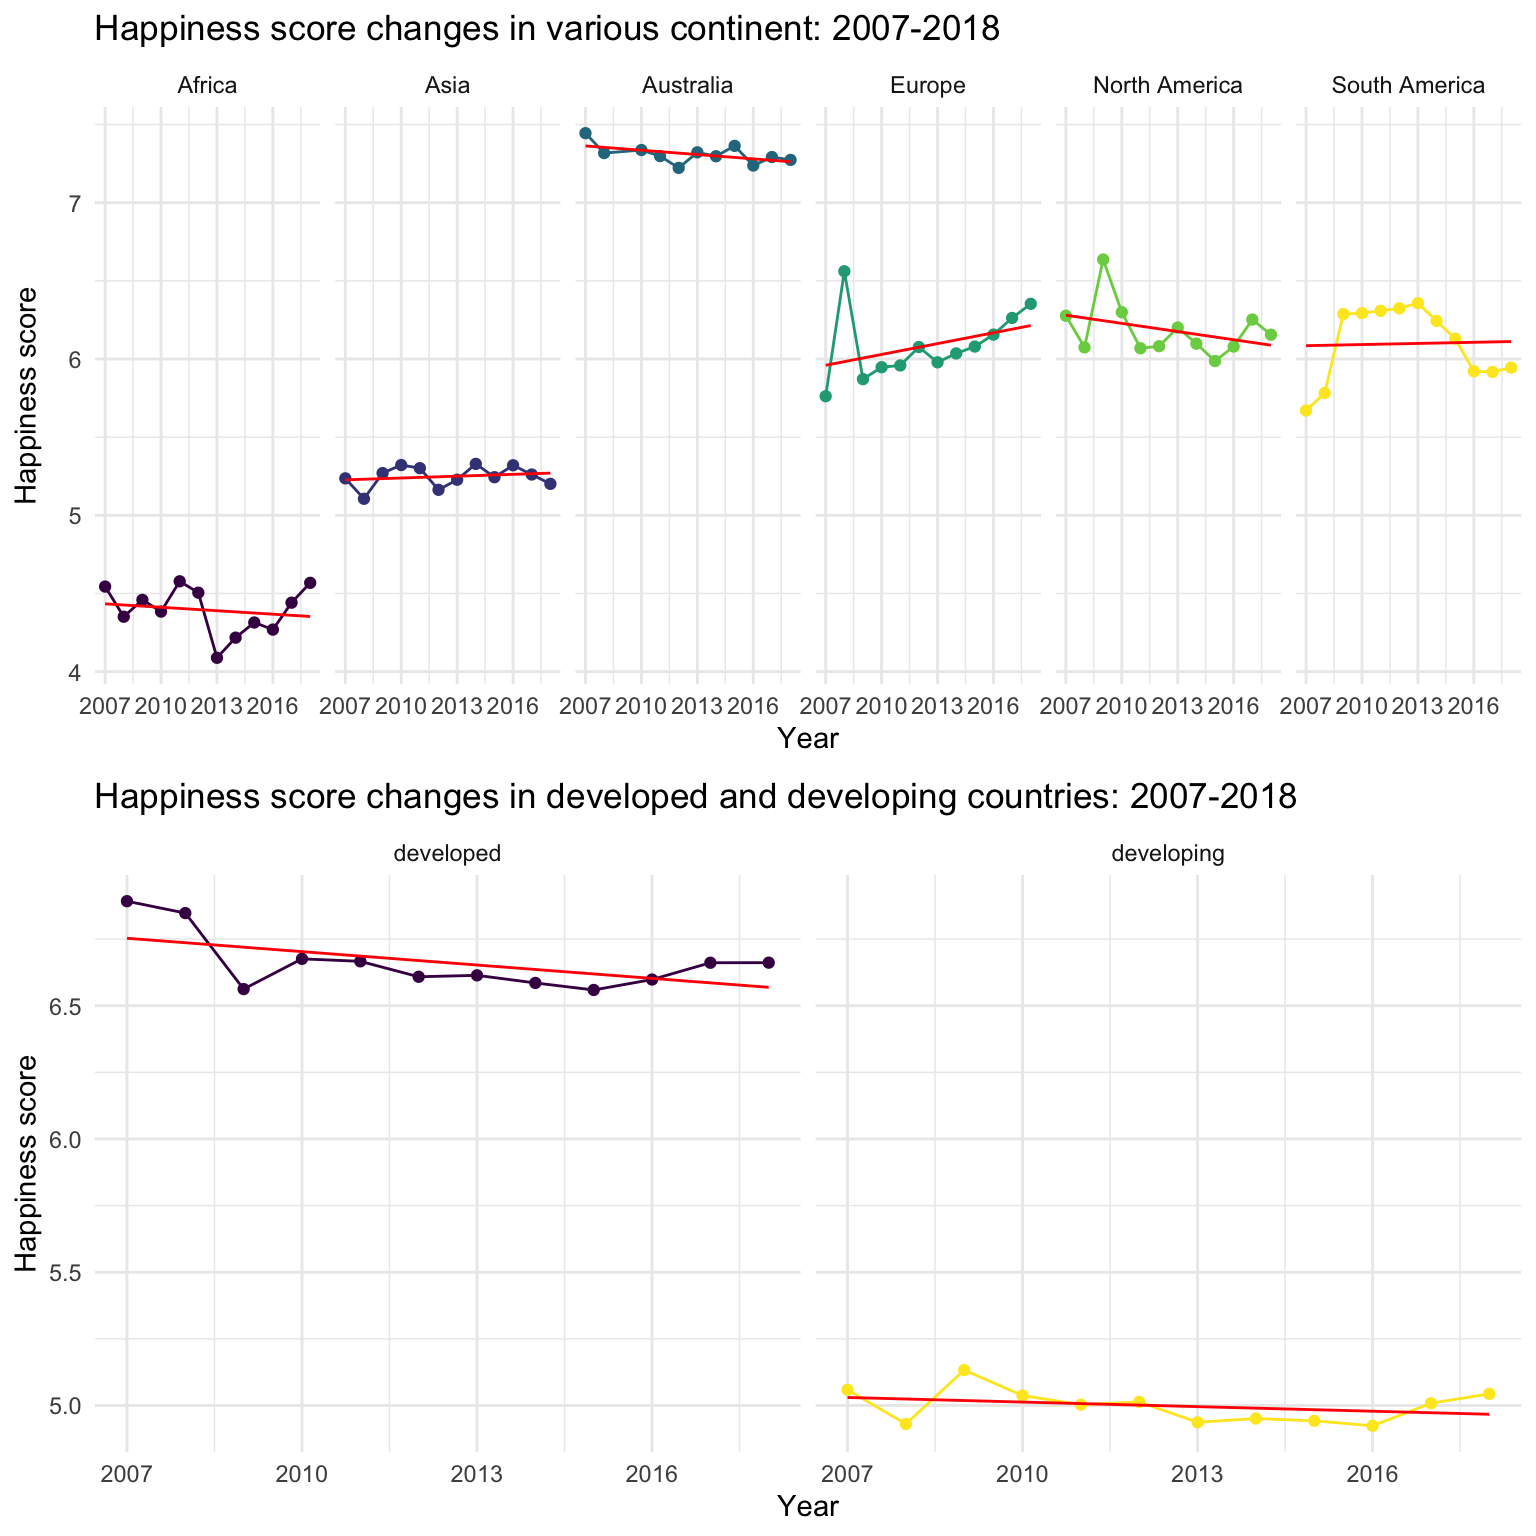 Happiness score changes in various continent: 2007-2018
Africa Asia Australia Europe North America South America
Happiness score
7
6
5
4
2007 2010 2013 2016 2007 2010 2013 2016 2007 2010 2013 2016 2007 2010 2013 2016 2007 2010 2013 2016 2007 2010 2013 2016
Year
Happiness score changes in developed and developing countries: 2007-2018
developed developing
Happiness score
6.5
6.0
5.5
5.0
2007 2010 2013 2016 2007 2010 2013 2016
Year